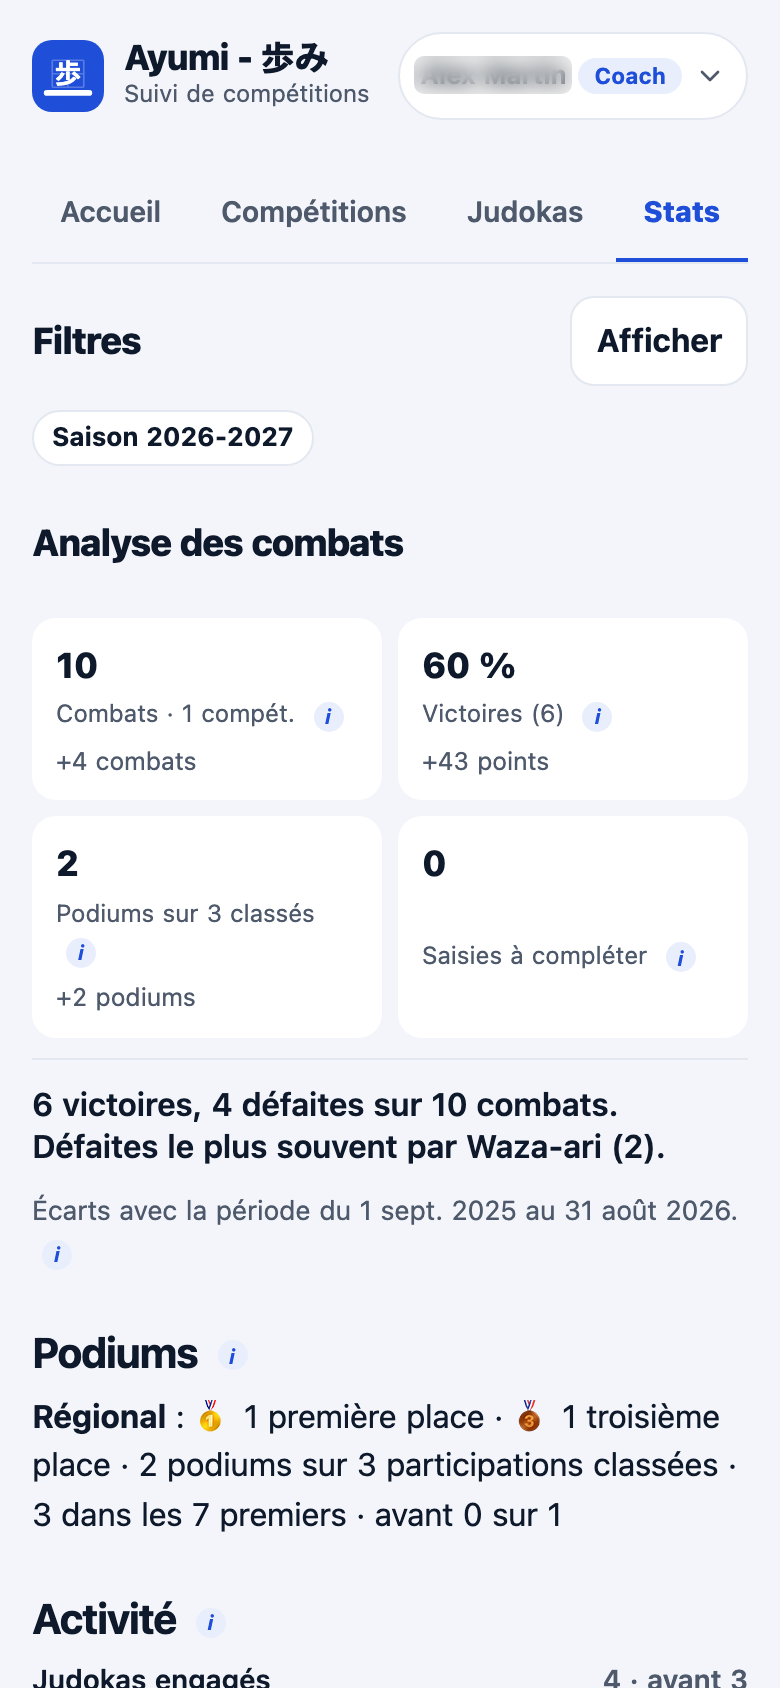 歩
Ayumi - 歩み
Suivi de compétitions
Coach
Accueil
Compétitions
Judokas
Stats
Filtres
Afficher
Saison 2026-2027
Analyse des combats
10
Combats · 1 compét. i
+4 combats
60 %
Victoires (6) i
+43 points
2
Podiums sur 3 classés
i
+2 podiums
0
Saisies à compléter i
6 victoires, 4 défaites sur 10 combats.
Défaites le plus souvent par Waza-ari (2).
Écarts avec la période du 1 sept. 2025 au 31 août 2026.
i
Podiums i
Régional : 🥇 1 première place · 🥉 1 troisième
place · 2 podiums sur 3 participations classées ·
3 dans les 7 premiers · avant 0 sur 1
Activité i
Judokas engagés
4 · avant 3